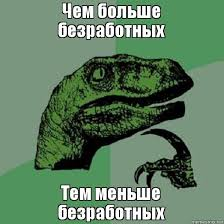 Чем больше
безработных
Тем меньше
безработных